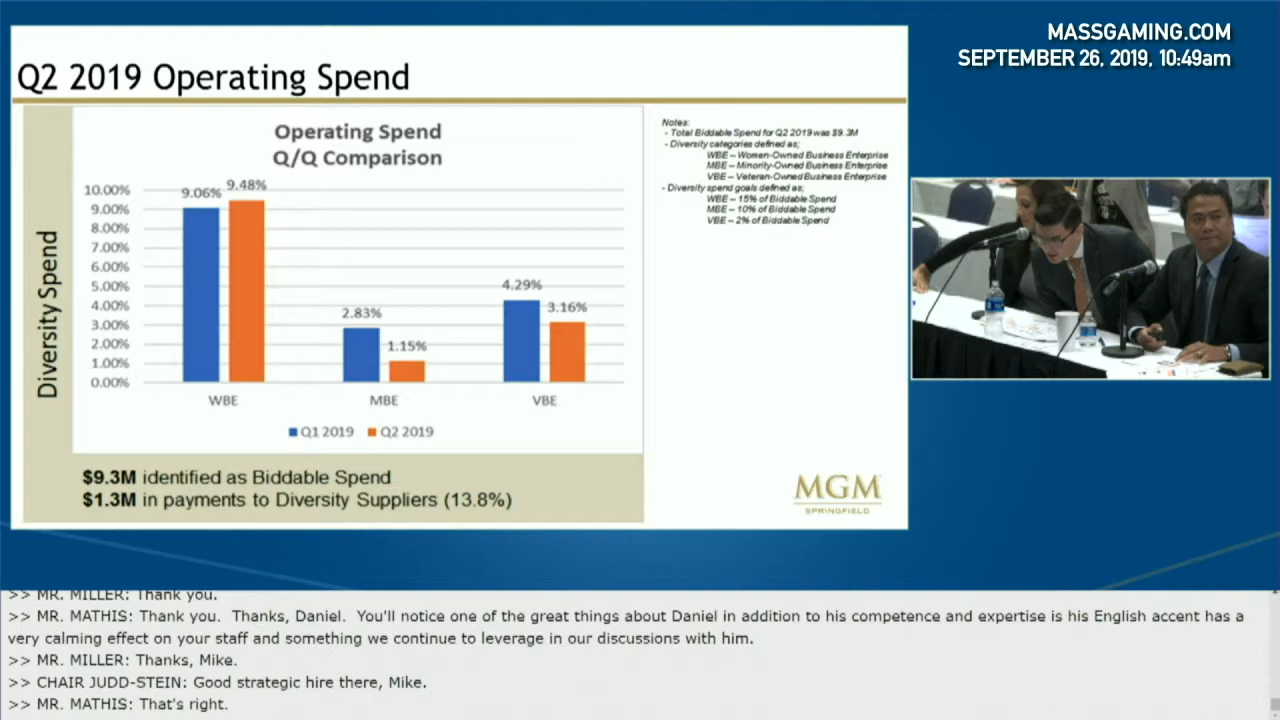 MASSGAMING.COM
SEPTEMBER 26, 2019, 10:49am
Q2 2019 Operating Spend
Diversity Spend
Operating Spend
Q/Q Comparison
10.00%
9.00%
8.00%
7.00%
6.00%
5.00%
4.00%
3.00%
2.00%
1.00%
0.00%
9.06%
9.48%
2.83%
1.15%
4.29%
3.16%
WBE
MBE
VBE
Q1 2019
Q2 2019
$9.3M identified as Biddable Spend
$1.3M in payments to Diversity Suppliers (13.8%)
Notes:
- Total Biddable Spend for Q2 2019 was $9.3M
- Diversity categories defined as;
WBE – Women-Owned Business Enterprise
MBE – Minority-Owned Business Enterprise
VBE – Veteran-Owned Business Enterprise
- Diversity spend goals defined as;
WBE – 15% of Biddable Spend
MBE – 10% of Biddable Spend
VBE – 2% of Biddable Spend
MGM
SPRINGFIELD
>> MR. MILLER: Thank you.
>> MR. MATHIS: Thank you.  Thanks, Daniel.  You'll notice one of the great things about Daniel in addition to his competence and expertise is his English accent has a
very calming effect on your staff and something we continue to leverage in our discussions with him.
>> MR. MILLER: Thanks, Mike.
>> CHAIR JUDD-STEIN: Good strategic hire there, Mike.
>> MR. MATHIS: That's right.